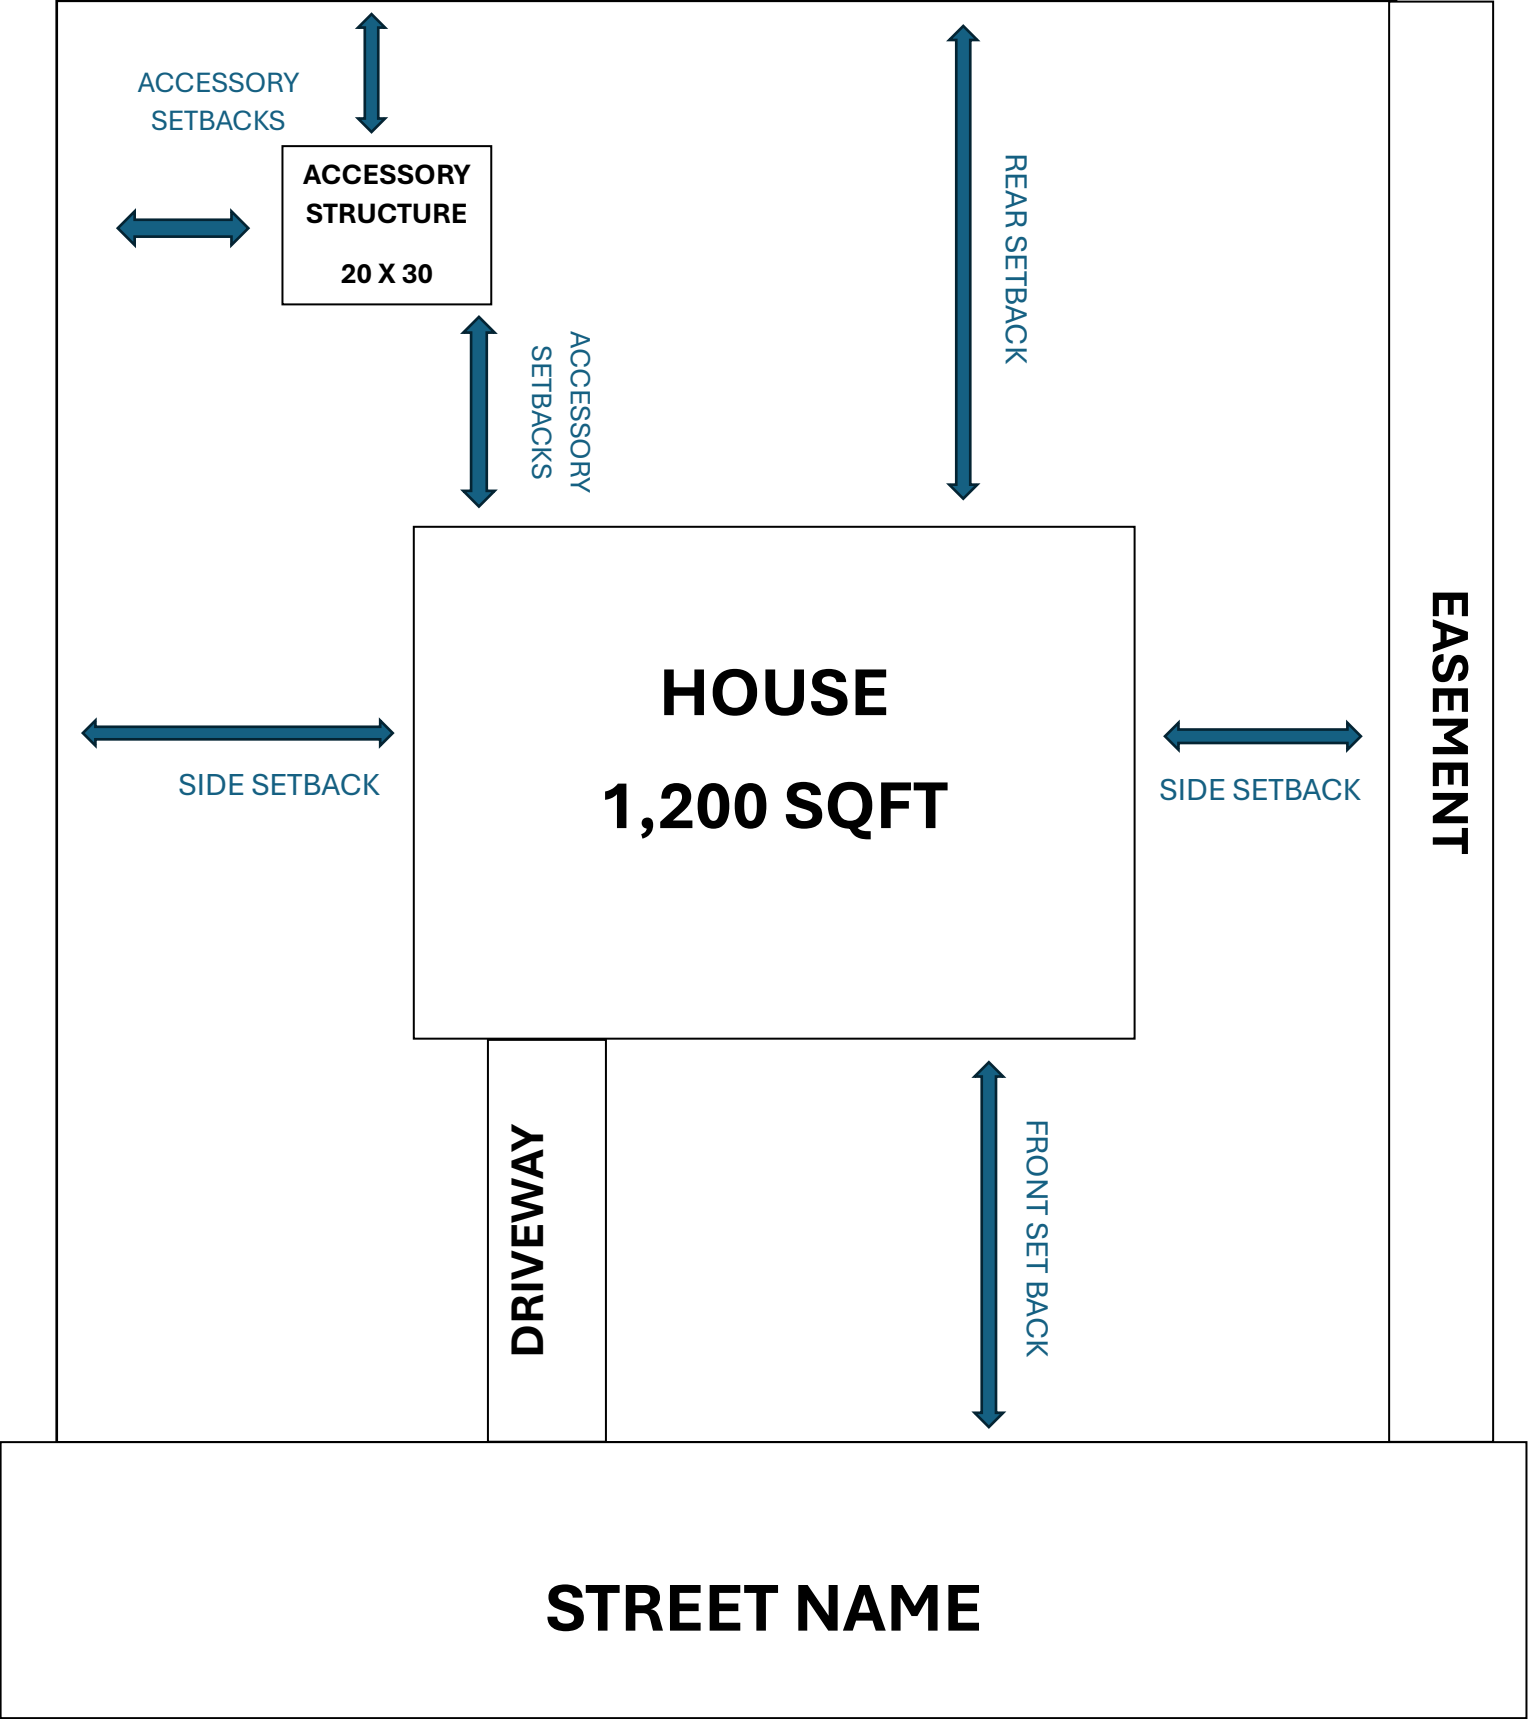 ACCESSORY
SETBACKS
ACCESSORY
STRUCTURE
20 X 30
REAR SETBACK
ACCESSORY
SETBACKS
HOUSE
1,200 SQFT
SIDE SETBACK
SIDE SETBACK
EASEMENT
DRIVEWAY
FRONT SET BACK
STREET NAME